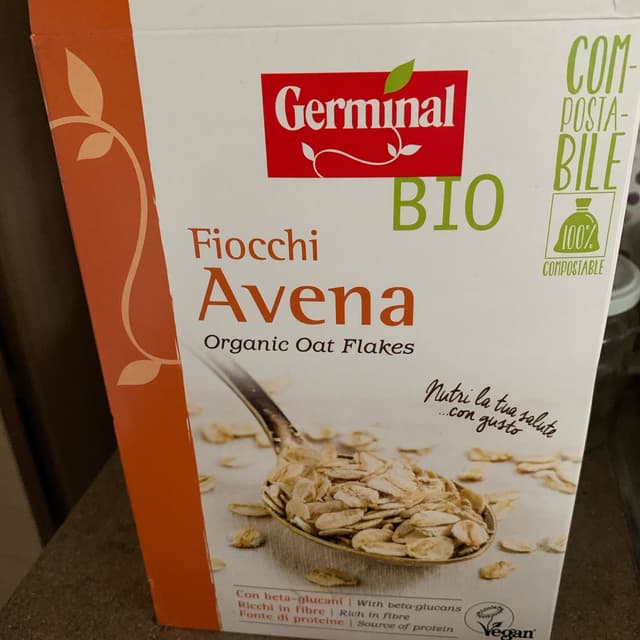 Germinal
BIO
COM-
POSTA-
BILE
100%
COMPOSTABLE
Fiocchi
Avena
Organic Oat Flakes
Nutri la tua salute
...con gusto
Con beta-glucani | With beta-glucans
Ricchi in fibre | Rich in fibre
Fonte di proteine | Source of protein
Vegan